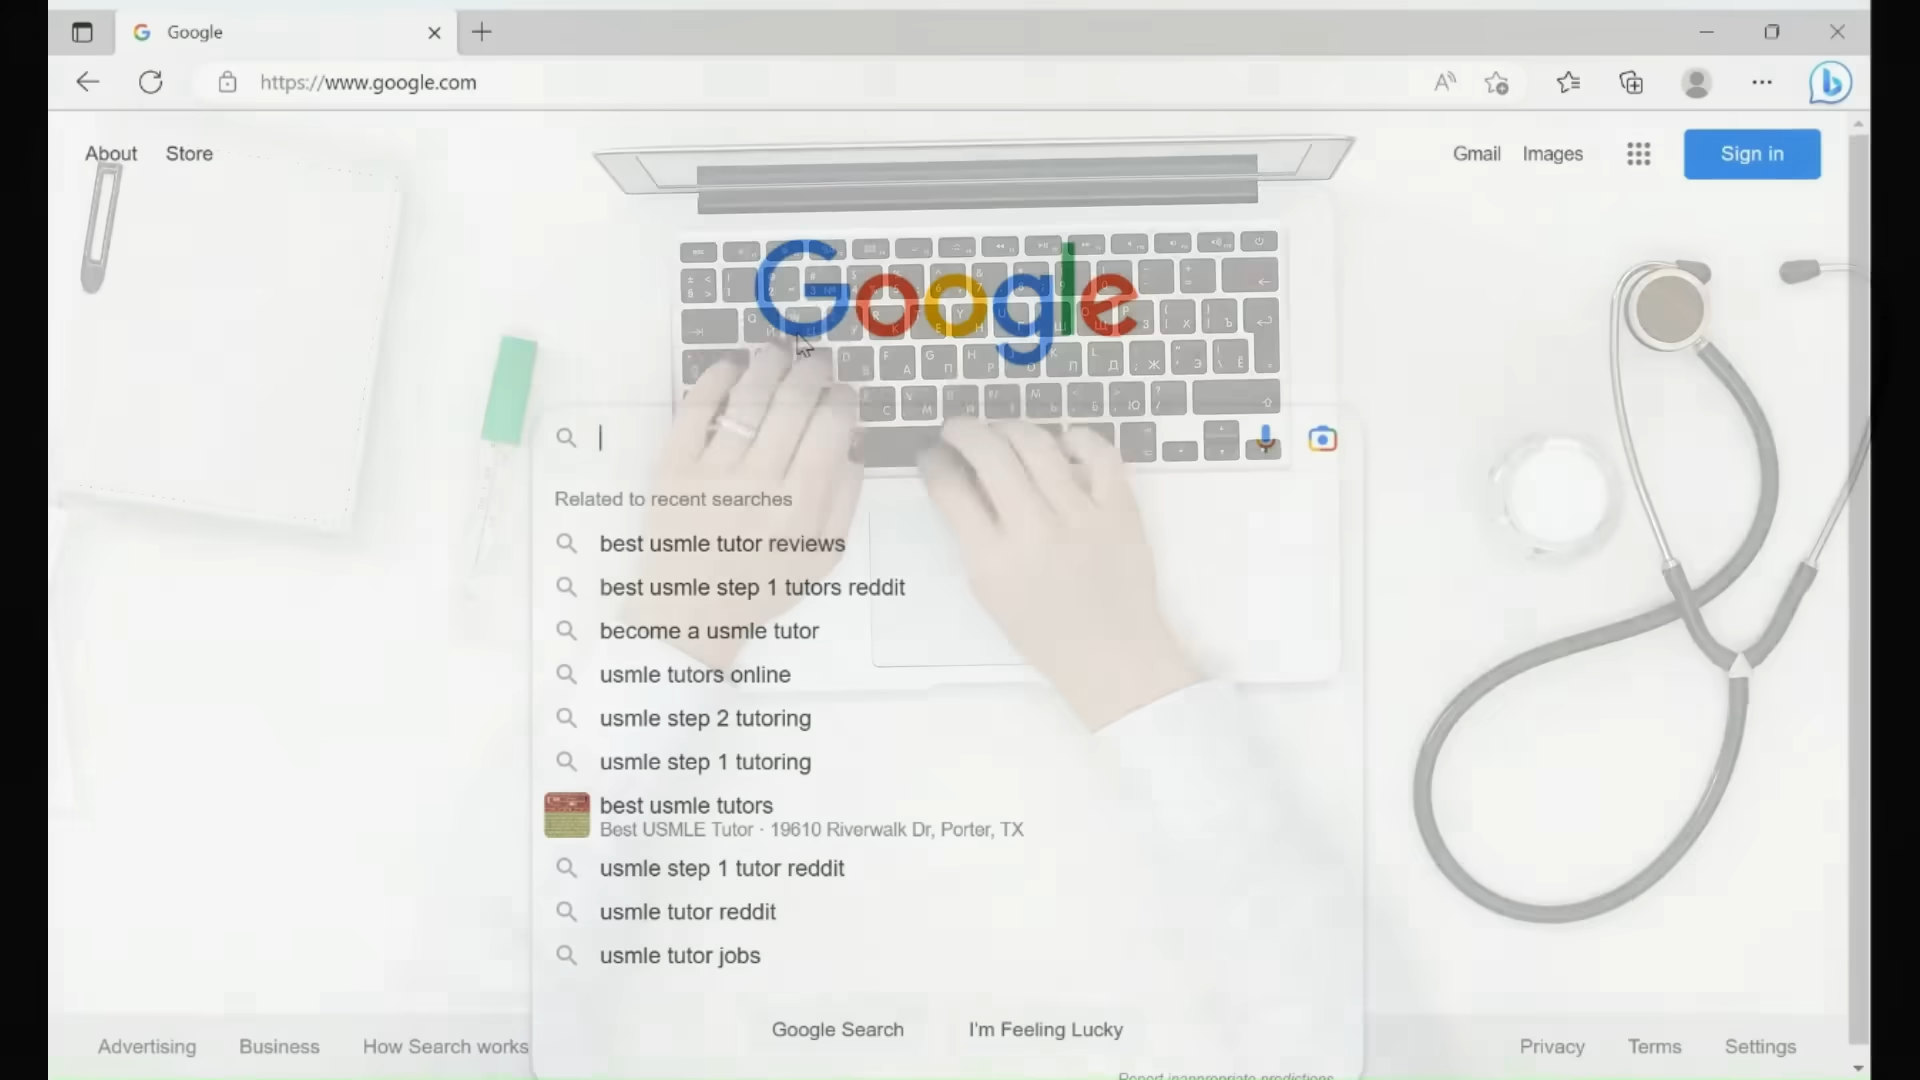 Google
https://www.google.com
About Store
Gmail Images Sign in
Google
Related to recent searches
best usmle tutor reviews
best usmle step 1 tutors reddit
become a usmle tutor
usmle tutors online
usmle step 2 tutoring
usmle step 1 tutoring
best usmle tutors
Best USMLE Tutor · 19610 Riverwalk Dr, Porter, TX
usmle step 1 tutor reddit
usmle tutor reddit
usmle tutor jobs
Google Search I'm Feeling Lucky
Report inappropriate predictions
Advertising Business How Search works
Privacy Terms Settings